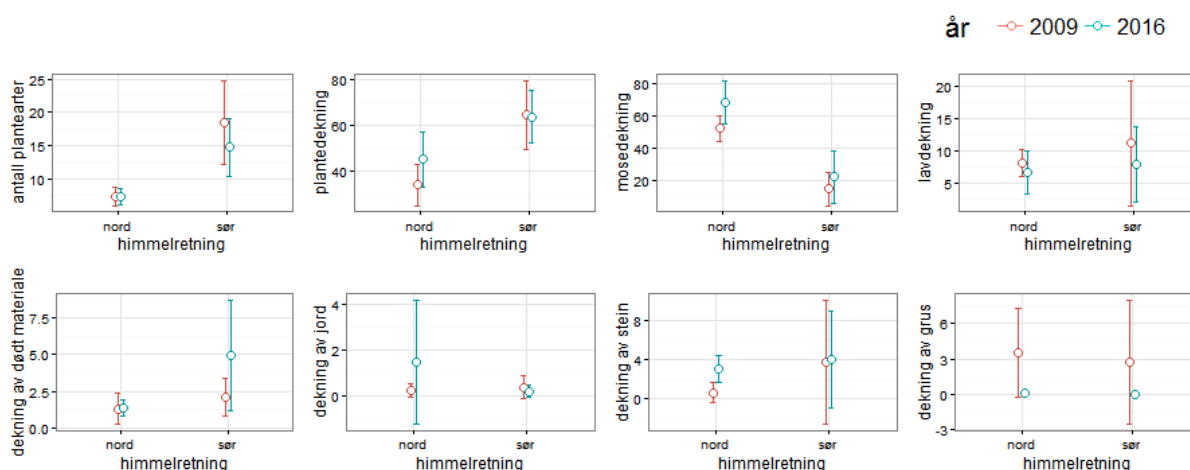 år 2009 2016
antall plantearter
25
20
15
10
nord sør
himmelretning
plantedekning
80
60
40
nord sør
himmelretning
mosedekning
80
60
40
20
nord sør
himmelretning
lavdekning
20
15
10
5
nord sør
himmelretning
dekning av dødt materiale
7.5
5.0
2.5
0.0
nord sør
himmelretning
dekning av jord
4
2
0
nord sør
himmelretning
dekning av stein
8
4
0
nord sør
himmelretning
dekning av grus
6
3
0
-3
nord sør
himmelretning